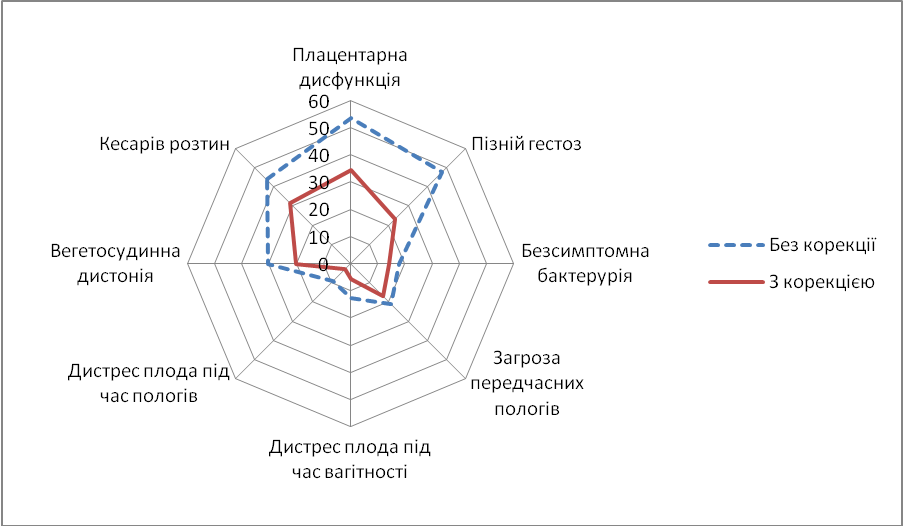 Плацентарна
дисфункція
60
50
40
30
20
10
0
Пізній гестоз
Безсимптомна
бактерурія
Загроза
передчасних
пологів
Дистрес плода під
час вагітності
Дистрес плода під
час пологів
Вегетосудинна
дистонія
Кесарів розтин
Без корекції
З корекцією